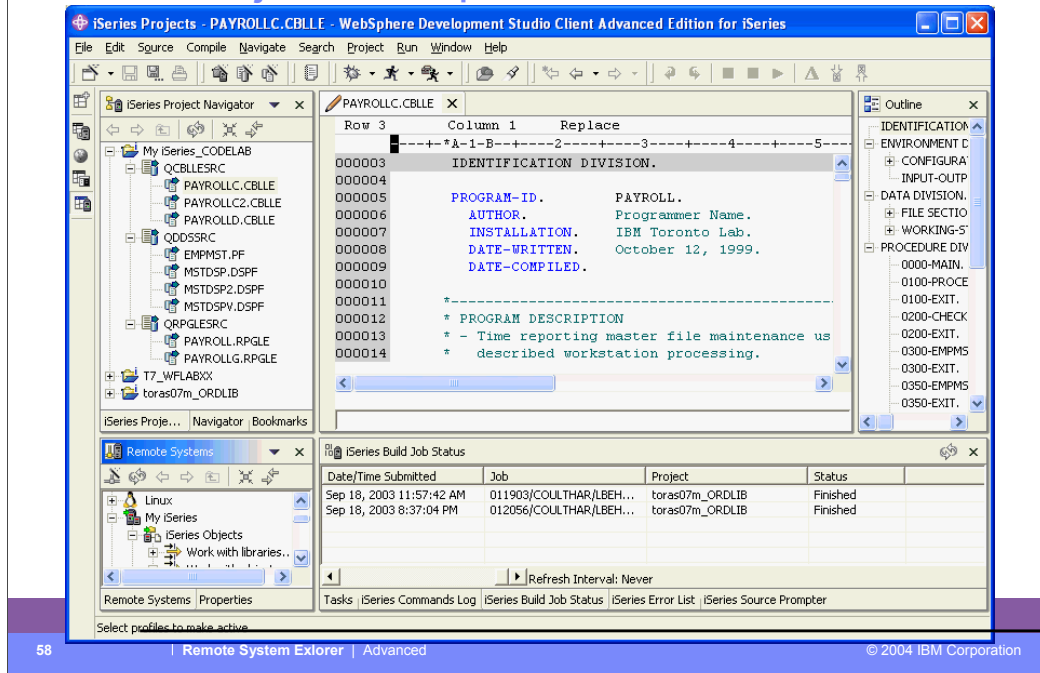 iSeries Projects - PAYROLLC.CBLLE - WebSphere Development Studio Client Advanced Edition for iSeries
File Edit Source Compile Navigate Search Project Run Window Help
iSeries Project Navigator
My iSeries_CODELAB
QCBLLESRC
PAYROLLC.CBLLE
PAYROLLC2.CBLLE
PAYROLLD.CBLLE
QDDSSRC
EMPMST.PF
MSTDSP.DSPF
MSTDSP2.DSPF
MSTDSPV.DSPF
QRPGLESRC
PAYROLL.RPGLE
PAYROLLG.RPGLE
T7_WFLABXX
toras07m_ORDLIB
iSeries Proje... Navigator Bookmarks
PAYROLLC.CBLLE
Row 3 Column 1 Replace
----+-*A-1-B--+----2----+----3----+----4----+----5---
000003 IDENTIFICATION DIVISION.
000004
000005 PROGRAM-ID. PAYROLL.
000006 AUTHOR. Programmer Name.
000007 INSTALLATION. IBM Toronto Lab.
000008 DATE-WRITTEN. October 12, 1999.
000009 DATE-COMPILED.
000010
000011 *------------------------------------------------
000012 * PROGRAM DESCRIPTION
000013 * - Time reporting master file maintenance us
000014 * described workstation processing.
Outline
IDENTIFICATION
ENVIRONMENT D
CONFIGURA
INPUT-OUTP
DATA DIVISION.
FILE SECTIO
WORKING-S
PROCEDURE DIV
0000-MAIN.
0100-PROCE
0100-EXIT.
0200-CHECK
0200-EXIT.
0300-EMPMS
0300-EXIT.
0350-EMPMS
0350-EXIT.
Remote Systems
Linux
My iSeries
iSeries Objects
Work with libraries..
Remote Systems Properties
iSeries Build Job Status
Date/Time Submitted Job Project Status
Sep 18, 2003 11:57:42 AM 011903/COULTHAR/LBEH... toras07m_ORDLIB Finished
Sep 18, 2003 8:37:04 PM 012056/COULTHAR/LBEH... toras07m_ORDLIB Finished
Refresh Interval: Never
Tasks iSeries Commands Log iSeries Build Job Status iSeries Error List iSeries Source Prompter
Select profiles to make active
58 | Remote System Exlorer | Advanced © 2004 IBM Corporation